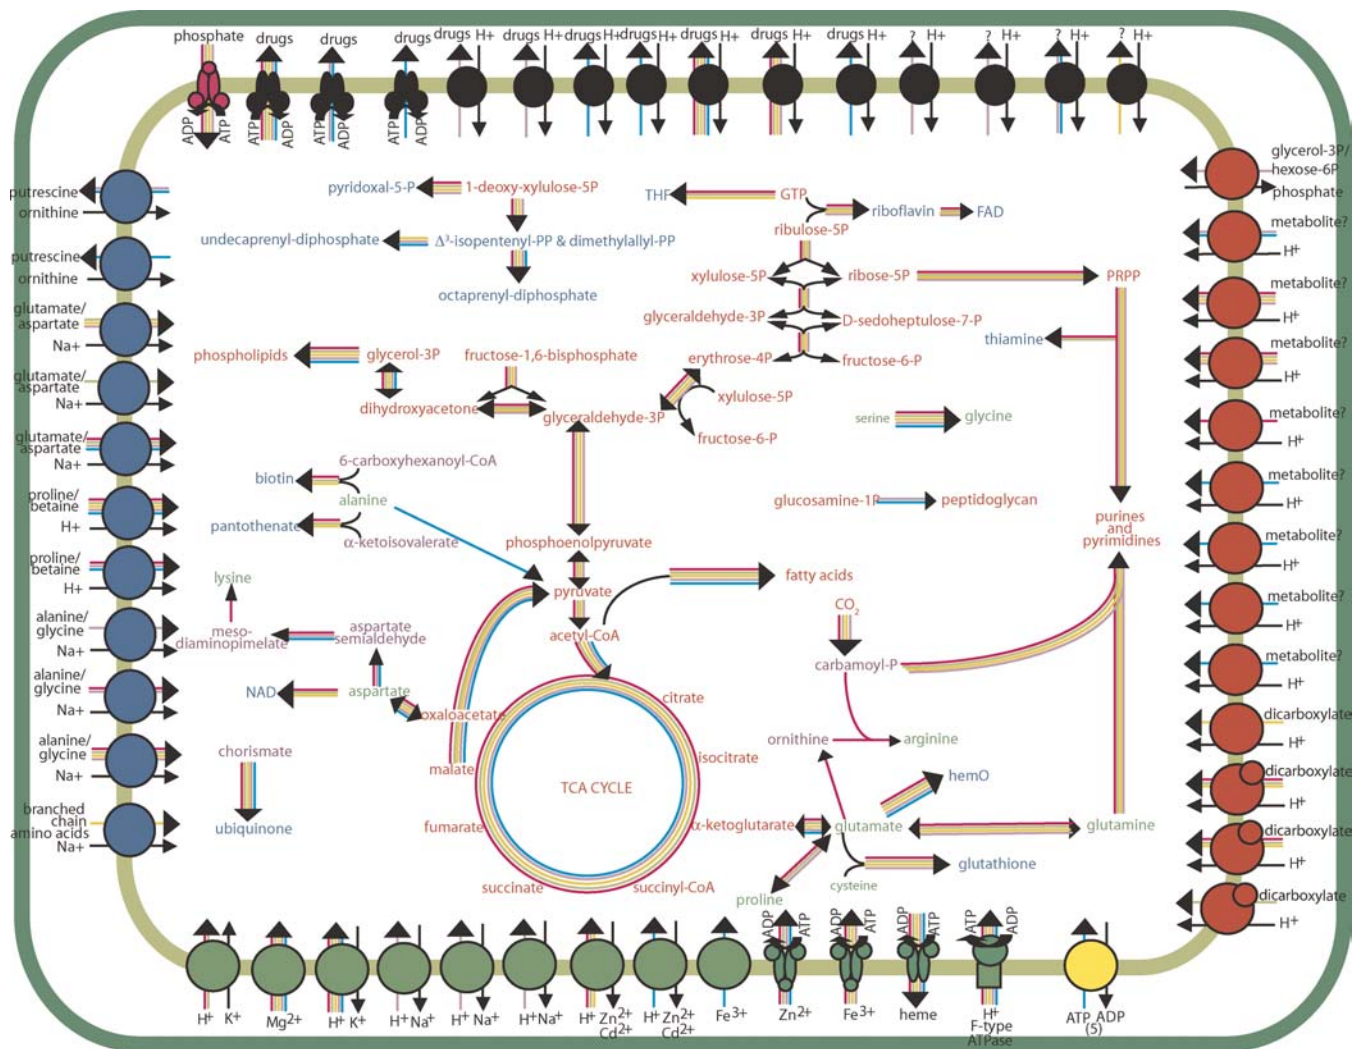 phosphate
drugs
drugs
drugs
drugs H+
drugs H+
drugs H+
drugs H+
drugs H+
drugs H+
drugs H+
? H+
? H+
? H+
? H+
ADP ATP
ATP ADP
ATP ADP
ATP ADP
putrescine
ornithine
putrescine
ornithine
glutamate/
aspartate
Na+
glutamate/
aspartate
Na+
glutamate/
aspartate
Na+
proline/
betaine
H+
proline/
betaine
H+
alanine/
glycine
Na+
alanine/
glycine
Na+
alanine/
glycine
Na+
branched
chain
amino acids
Na+
pyridoxal-5-P
1-deoxy-xylulose-5P
undecaprenyl-diphosphate
Δ³-isopentenyl-PP & dimethylallyl-PP
octaprenyl-diphosphate
THF
GTP
riboflavin
FAD
ribulose-5P
xylulose-5P
ribose-5P
PRPP
glyceraldehyde-3P
D-sedoheptulose-7-P
thiamine
erythrose-4P
fructose-6-P
phospholipids
glycerol-3P
fructose-1,6-bisphosphate
dihydroxyacetone
glyceraldehyde-3P
xylulose-5P
fructose-6-P
serine
glycine
6-carboxyhexanoyl-CoA
biotin
alanine
pantothenate
α-ketoisovalerate
glucosamine-1P
peptidoglycan
phosphoenolpyruvate
purines
and
pyrimidines
lysine
pyruvate
fatty acids
meso-
diaminopimelate
aspartate
semialdehyde
acetyl-CoA
CO2
carbamoyl-P
NAD
aspartate
oxaloacetate
citrate
chorismate
malate
isocitrate
ornithine
arginine
TCA CYCLE
hemO
ubiquinone
fumarate
α-ketoglutarate
glutamate
glutamine
succinate
succinyl-CoA
cysteine
glutathione
proline
glycerol-3P/
hexose-6P
phosphate
metabolite?
H+
metabolite?
H+
metabolite?
H+
metabolite?
H+
metabolite?
H+
metabolite?
H+
metabolite?
H+
metabolite?
H+
dicarboxylate
H+
dicarboxylate
H+
dicarboxylate
H+
dicarboxylate
H+
ADP ATP
ADP ATP
ADP ATP
ATP ADP
H+ K+
Mg2+
H+ K+
H+ Na+
H+ Na+
H+ Na+
H+ Zn2+
Cd2+
H+ Zn2+
Cd2+
Fe3+
Zn2+
Fe3+
heme
H+
F-type
ATPase
ATP ADP
(5)